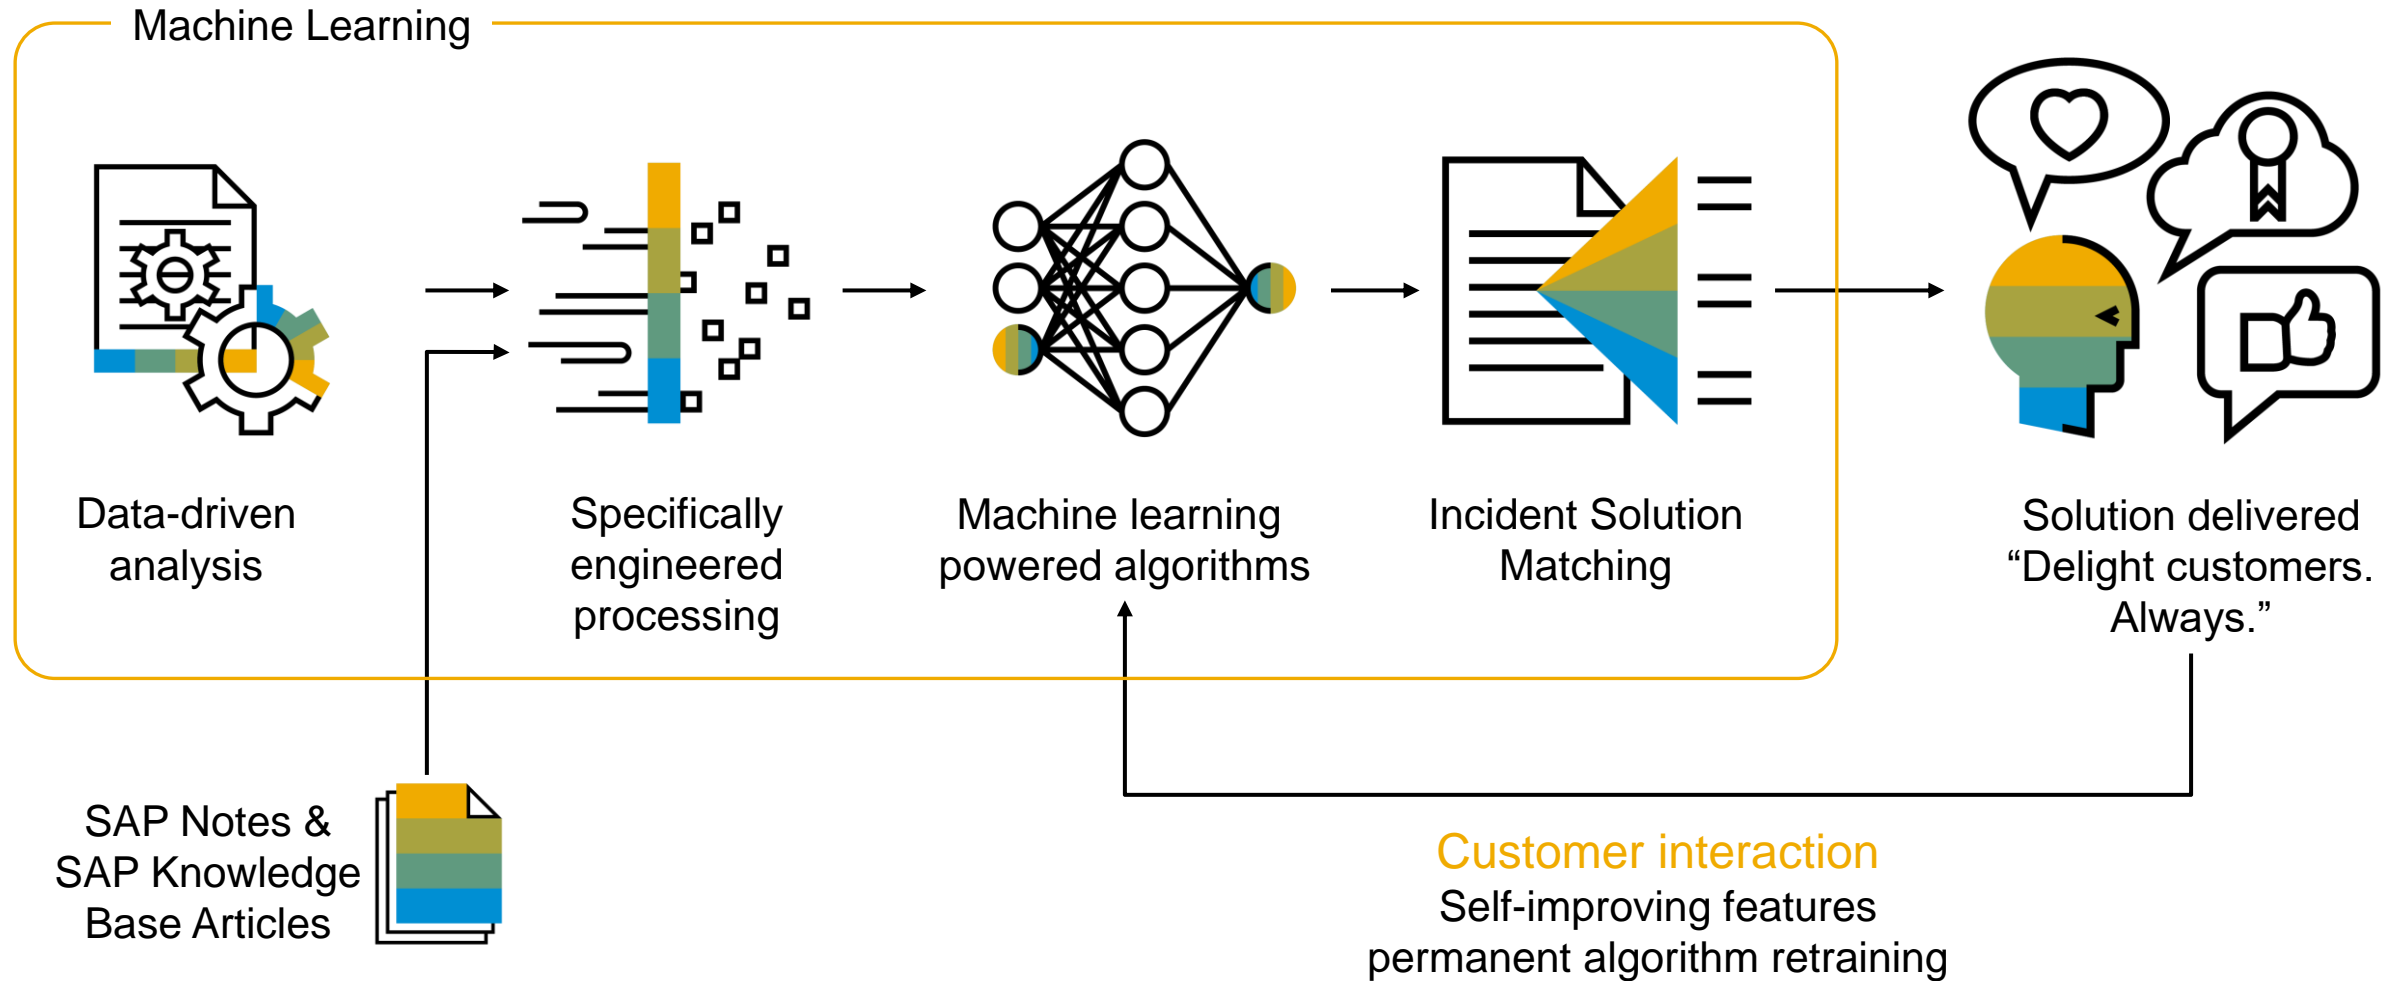 Machine Learning
Data-driven
analysis
Specifically
engineered
processing
Machine learning
powered algorithms
Incident Solution
Matching
Solution delivered
“Delight customers.
Always.”
SAP Notes &
SAP Knowledge
Base Articles
Customer interaction
Self-improving features
permanent algorithm retraining